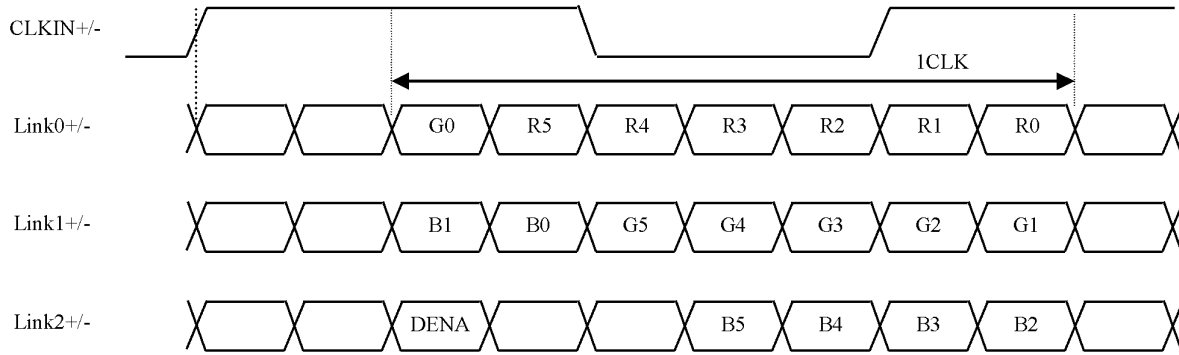 CLKIN+/-
1CLK
Link0+/- G0 R5 R4 R3 R2 R1 R0
Link1+/- B1 B0 G5 G4 G3 G2 G1
Link2+/- DENA B5 B4 B3 B2